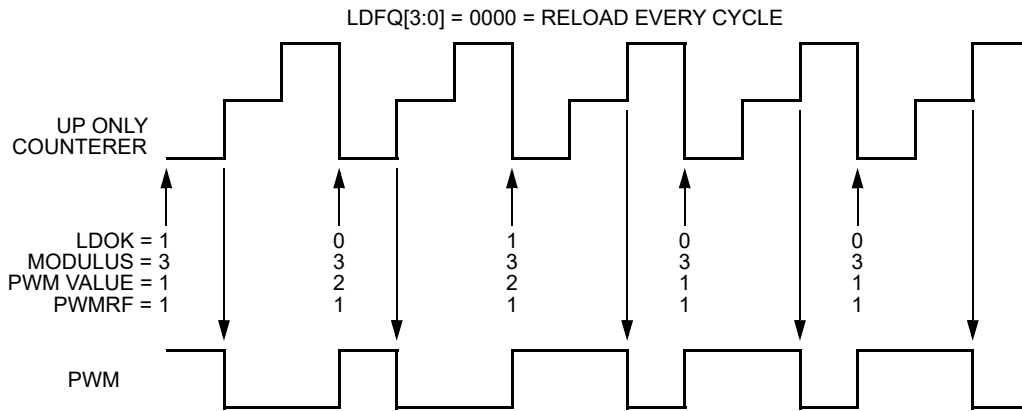 LDFQ[3:0] = 0000 = RELOAD EVERY CYCLE
UP ONLY
COUNTERER
LDOK = 1 0 1 0 0
MODULUS = 3 3 3 3 3
PWM VALUE = 1 2 2 1 1
PWMRF = 1 1 1 1 1
PWM